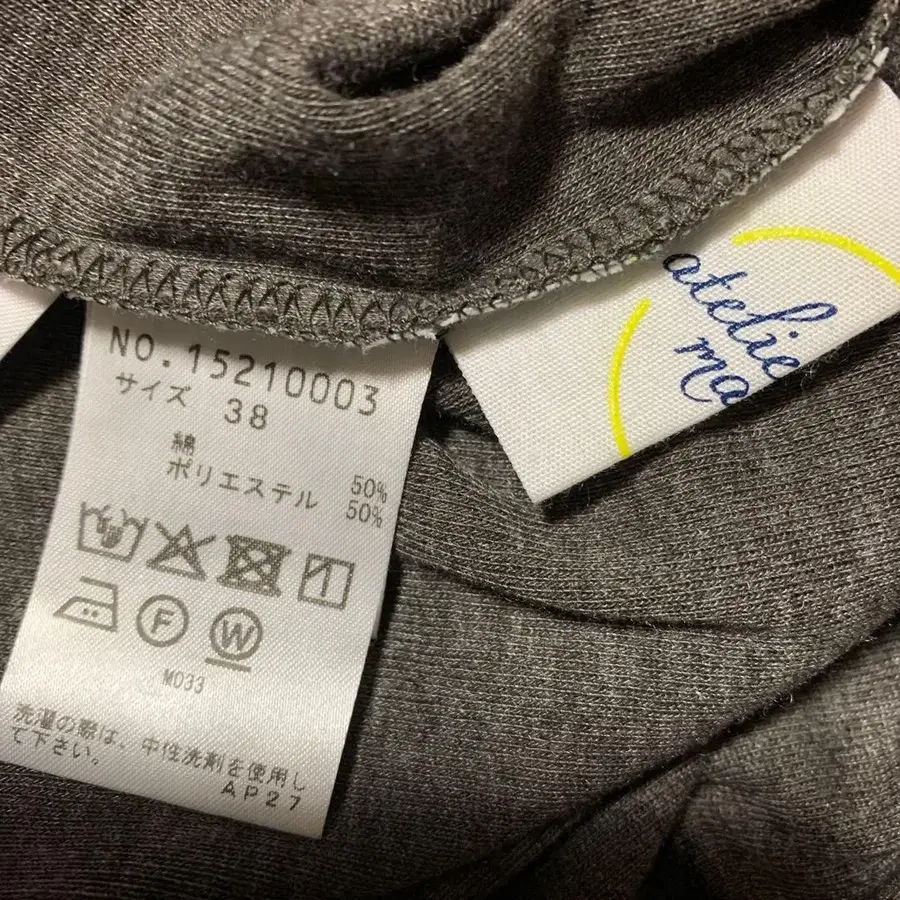 NO.15210003
サイズ 38
綿 50%
ポリエステル 50%
F
W
M033
洗濯の際は、中性洗剤を使用し
て下さい。
AP27
atelie
ma